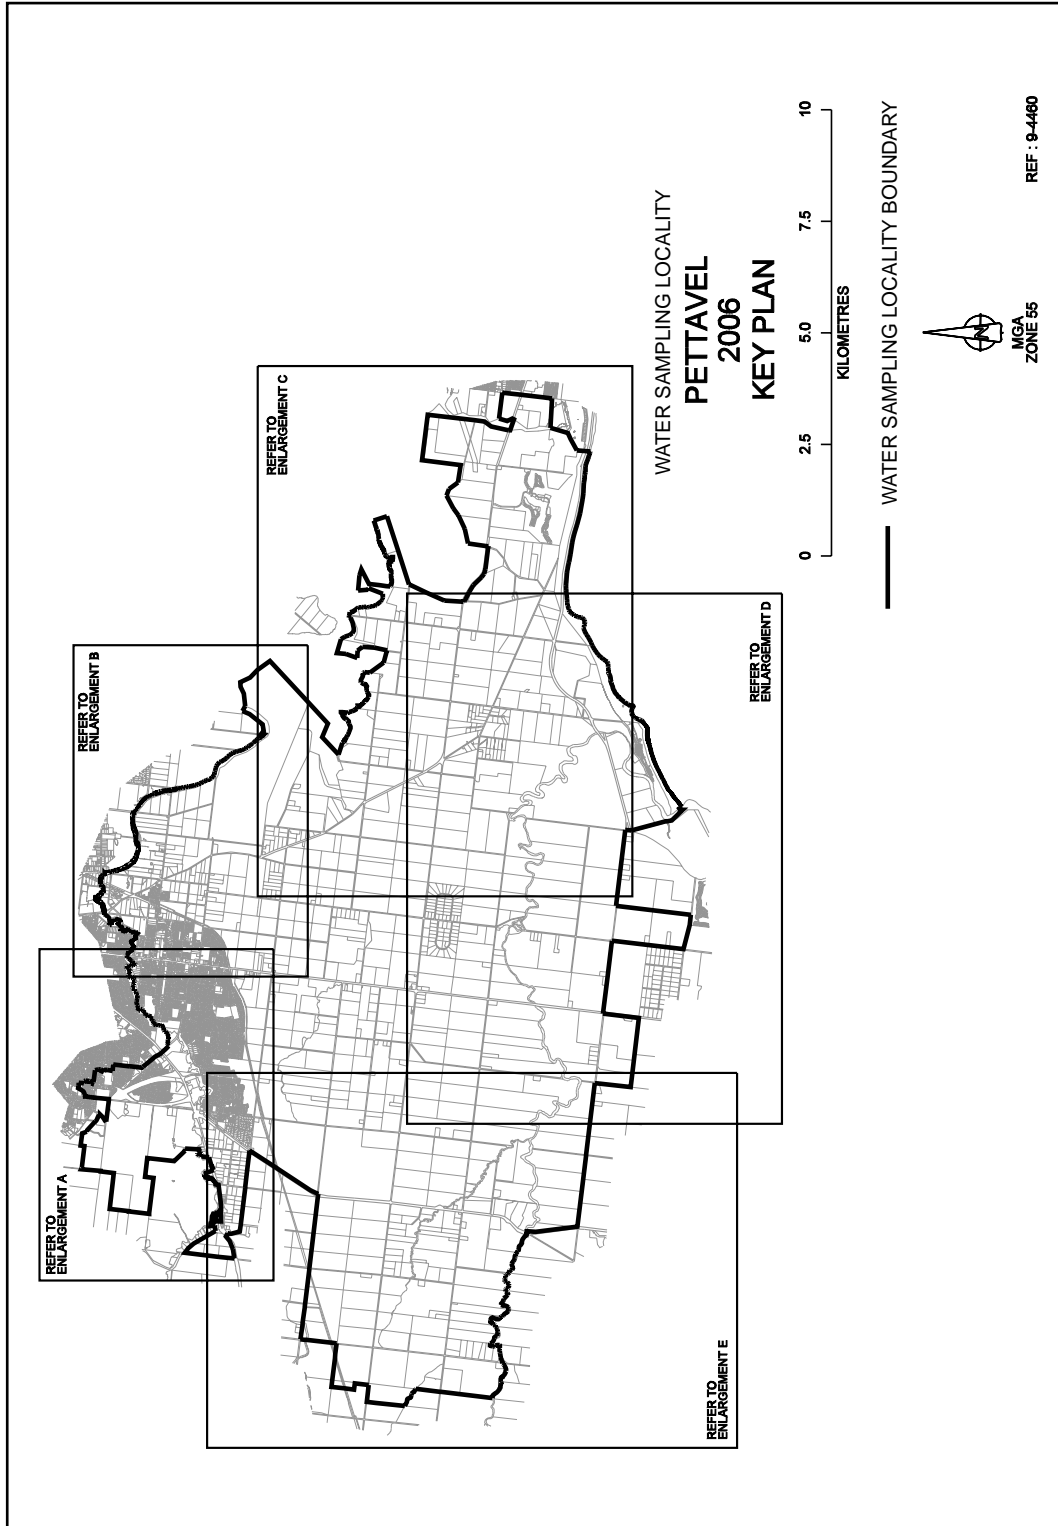 REFER TO
ENLARGEMENT A
REFER TO
ENLARGEMENT B
REFER TO
ENLARGEMENT C
REFER TO
ENLARGEMENT D
REFER TO
ENLARGEMENT E
WATER SAMPLING LOCALITY
PETTAVEL
2006
KEY PLAN
0 2.5 5.0 7.5 10
KILOMETRES
WATER SAMPLING LOCALITY BOUNDARY
N
MGA
ZONE 55
REF : 9-4460